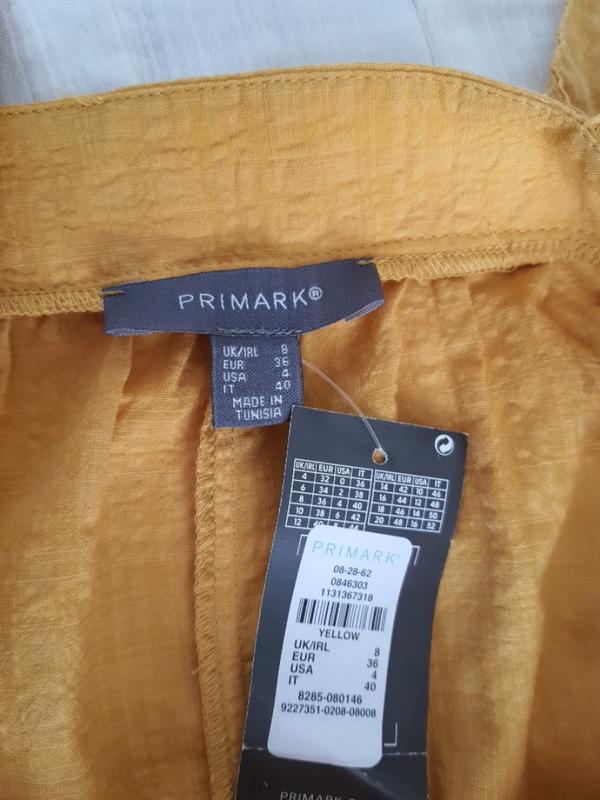 PRIMARK®
UK/IRL 8
EUR 36
USA 4
IT 40
MADE IN
TUNISIA
UK/IRL EUR USA IT UK/IRL EUR USA IT
4 32 0 36 14 42 10 46
6 34 2 38 16 44 12 48
8 36 4 40 18 46 14 50
10 38 6 42 20 48 16 52
12 40 44
PRIMARK®
08-28-62
0846303
1131367318
YELLOW
UK/IRL 8
EUR 36
USA 4
IT 40
8285-080146
9227351-0208-08008
PRIMARK